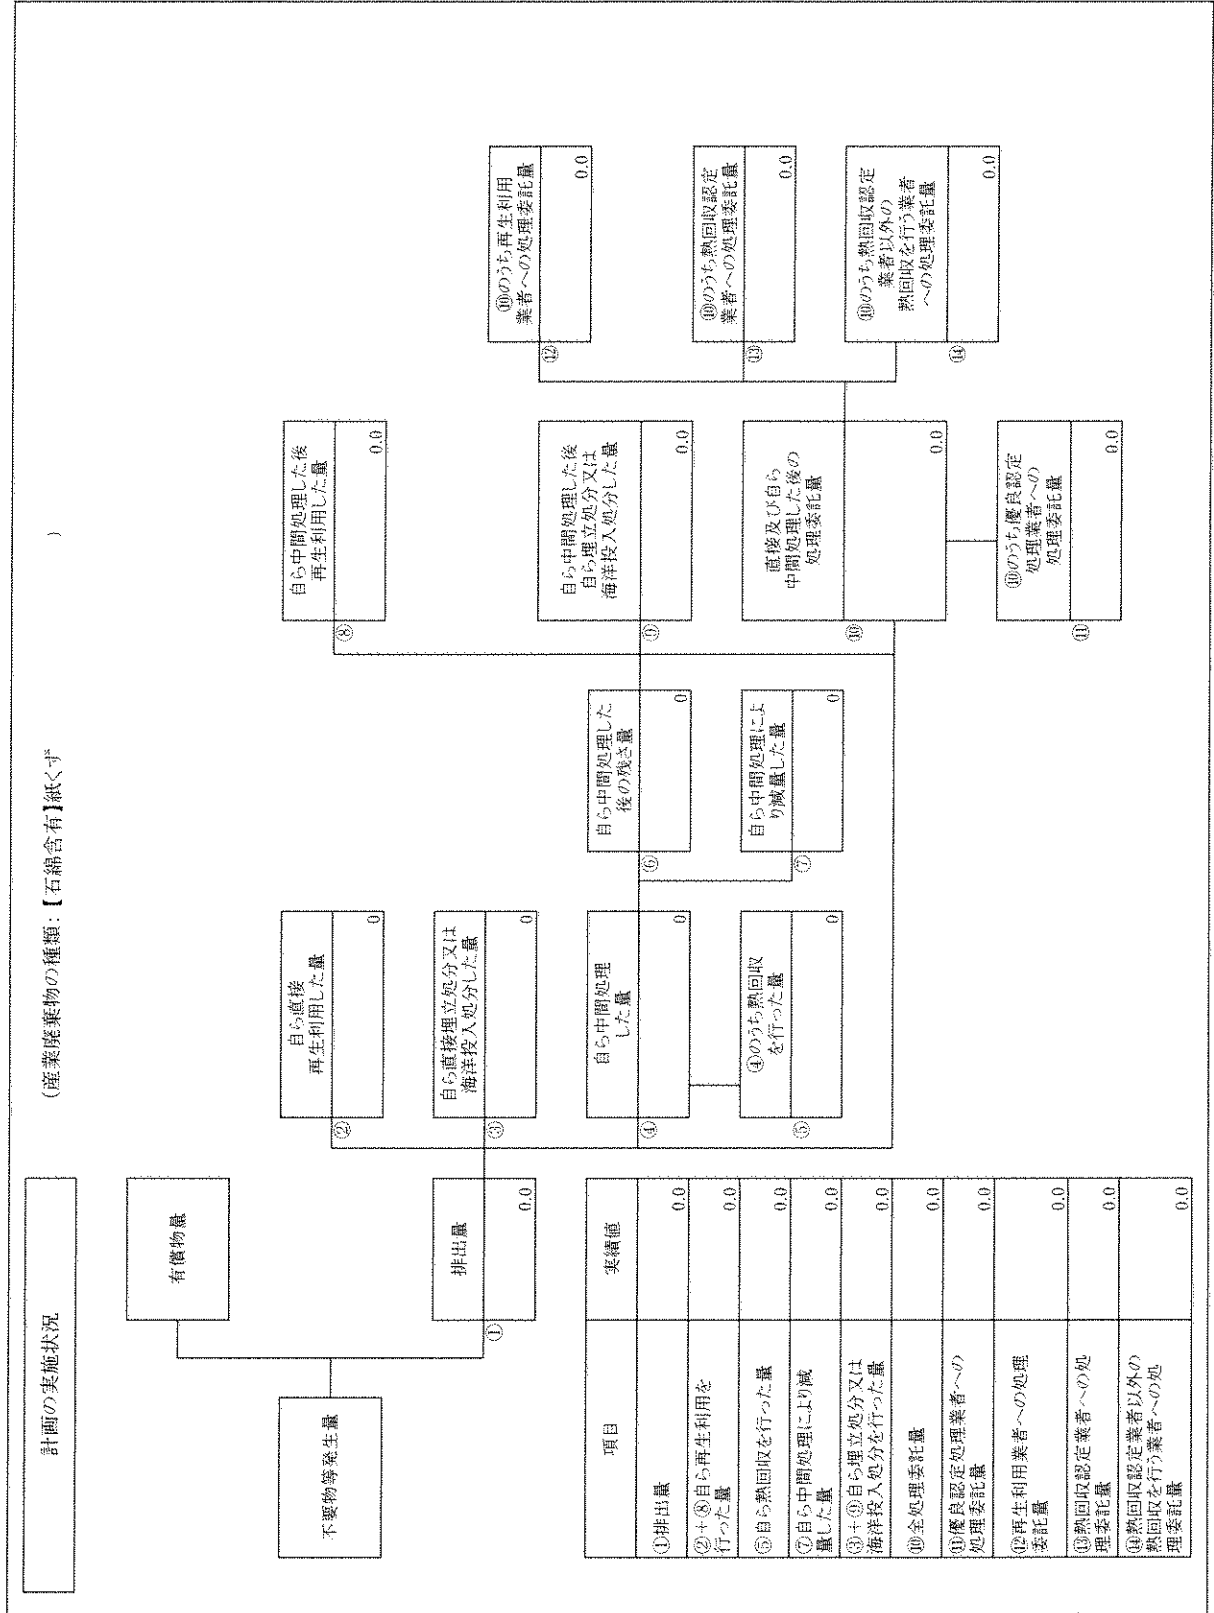 計画の実施状況
(産業廃棄物の種類:【石綿含有】紙くず
)
不要物等発生量
有償物量
排出量
①
0.0
自ら直接
再生利用した量
②
0
自ら直接埋立処分又は
海洋投入処分した量
③
0
自ら中間処理
した量
④
0
④のうち熱回収
を行った量
⑤
0
自ら中間処理した
後の残さ量
⑥
0
自ら中間処理によ
り減量した量
⑦
0
自ら中間処理した後
再生利用した量
⑧
0.0
自ら中間処理した後
自ら埋立処分又は
海洋投入処分した量
⑨
0.0
直接及び自ら
中間処理した後の
処理委託量
⑩
0.0
⑩のうち優良認定
処理業者への
処理委託量
⑪
0.0
⑩のうち再生利用
業者への処理委託量
⑫
0.0
⑩のうち熱回収認定
業者への処理委託量
⑬
0.0
⑩のうち熱回収認定
業者以外の
熱回収を行う業者
への処理委託量
⑭
0.0
項目
実績値
①排出量
0.0
②+⑧自ら再生利用を
行った量
0.0
⑤自ら熱回収を行った量
0.0
⑦自ら中間処理により減
量した量
0.0
③+⑨自ら埋立処分又は
海洋投入処分を行った量
0.0
⑩全処理委託量
0.0
⑪優良認定処理業者への
処理委託量
0.0
⑫再生利用業者への処理
委託量
0.0
⑬熱回収認定業者への処
理委託量
0.0
⑭熱回収認定業者以外の
熱回収を行う業者への処
理委託量
0.0